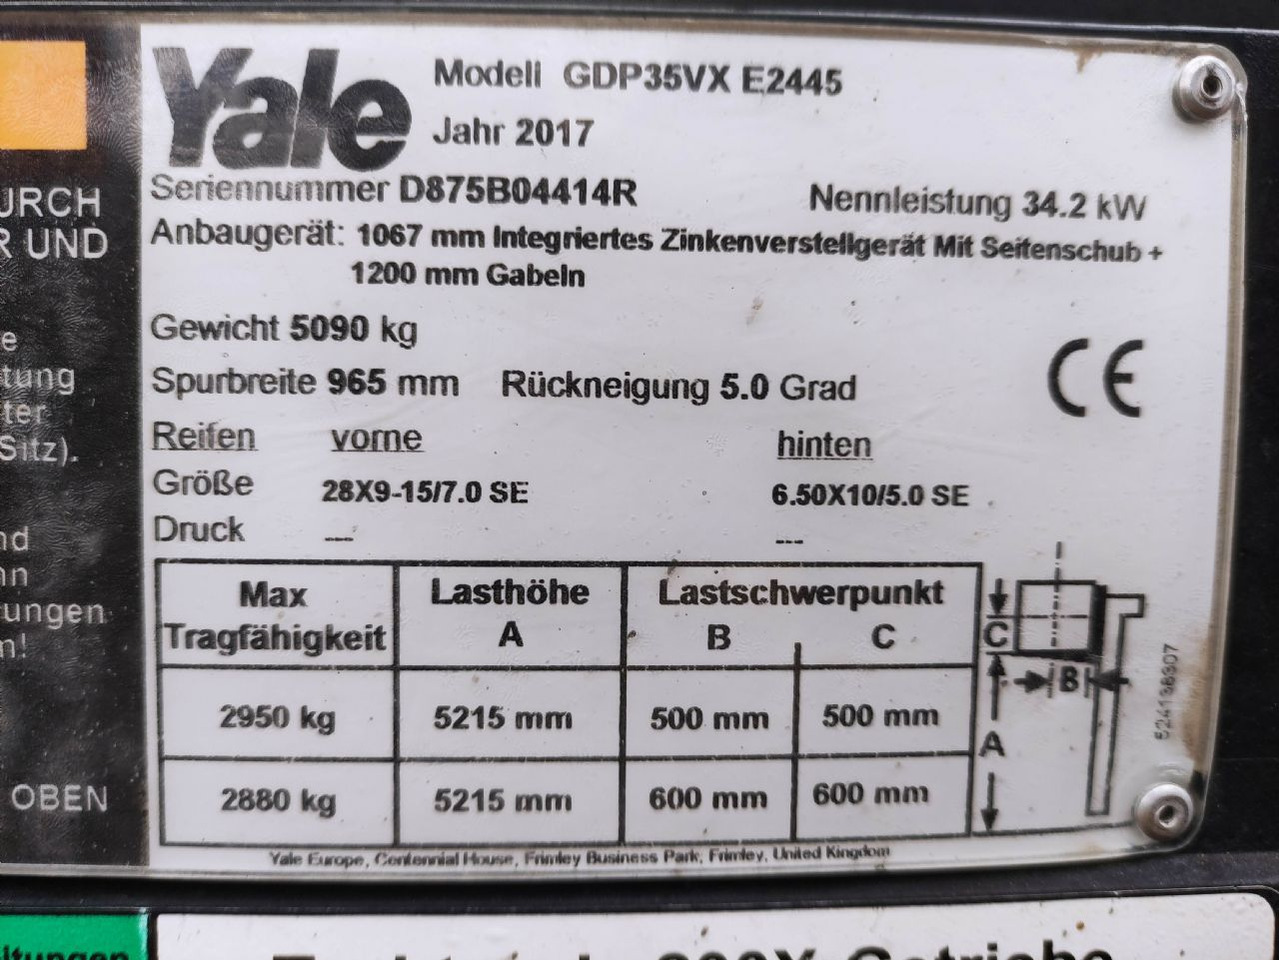 Yale
Modell GDP35VX E2445
Jahr 2017
Seriennummer D875B04414R Nennleistung 34.2 kW
Anbaugerät: 1067 mm Integriertes Zinkenverstellgerät Mit Seitenschub +
1200 mm Gabeln
Gewicht 5090 kg
CE
Spurbreite 965 mm Rückneigung 5.0 Grad
Reifen vorne hinten
Größe 28X9-15/7.0 SE 6.50X10/5.0 SE
Druck --- ---
Max Tragfähigkeit Lasthöhe A Lastschwerpunkt B C
2950 kg 5215 mm 500 mm 500 mm
2880 kg 5215 mm 600 mm 600 mm
C
B
A
Yale Europe, Centennial House, Frimley Business Park, Frimley, United Kingdom
URCH
R UND
e
tung
ter
Sitz).
nd
nn
rungen
n!
OBEN
itungen